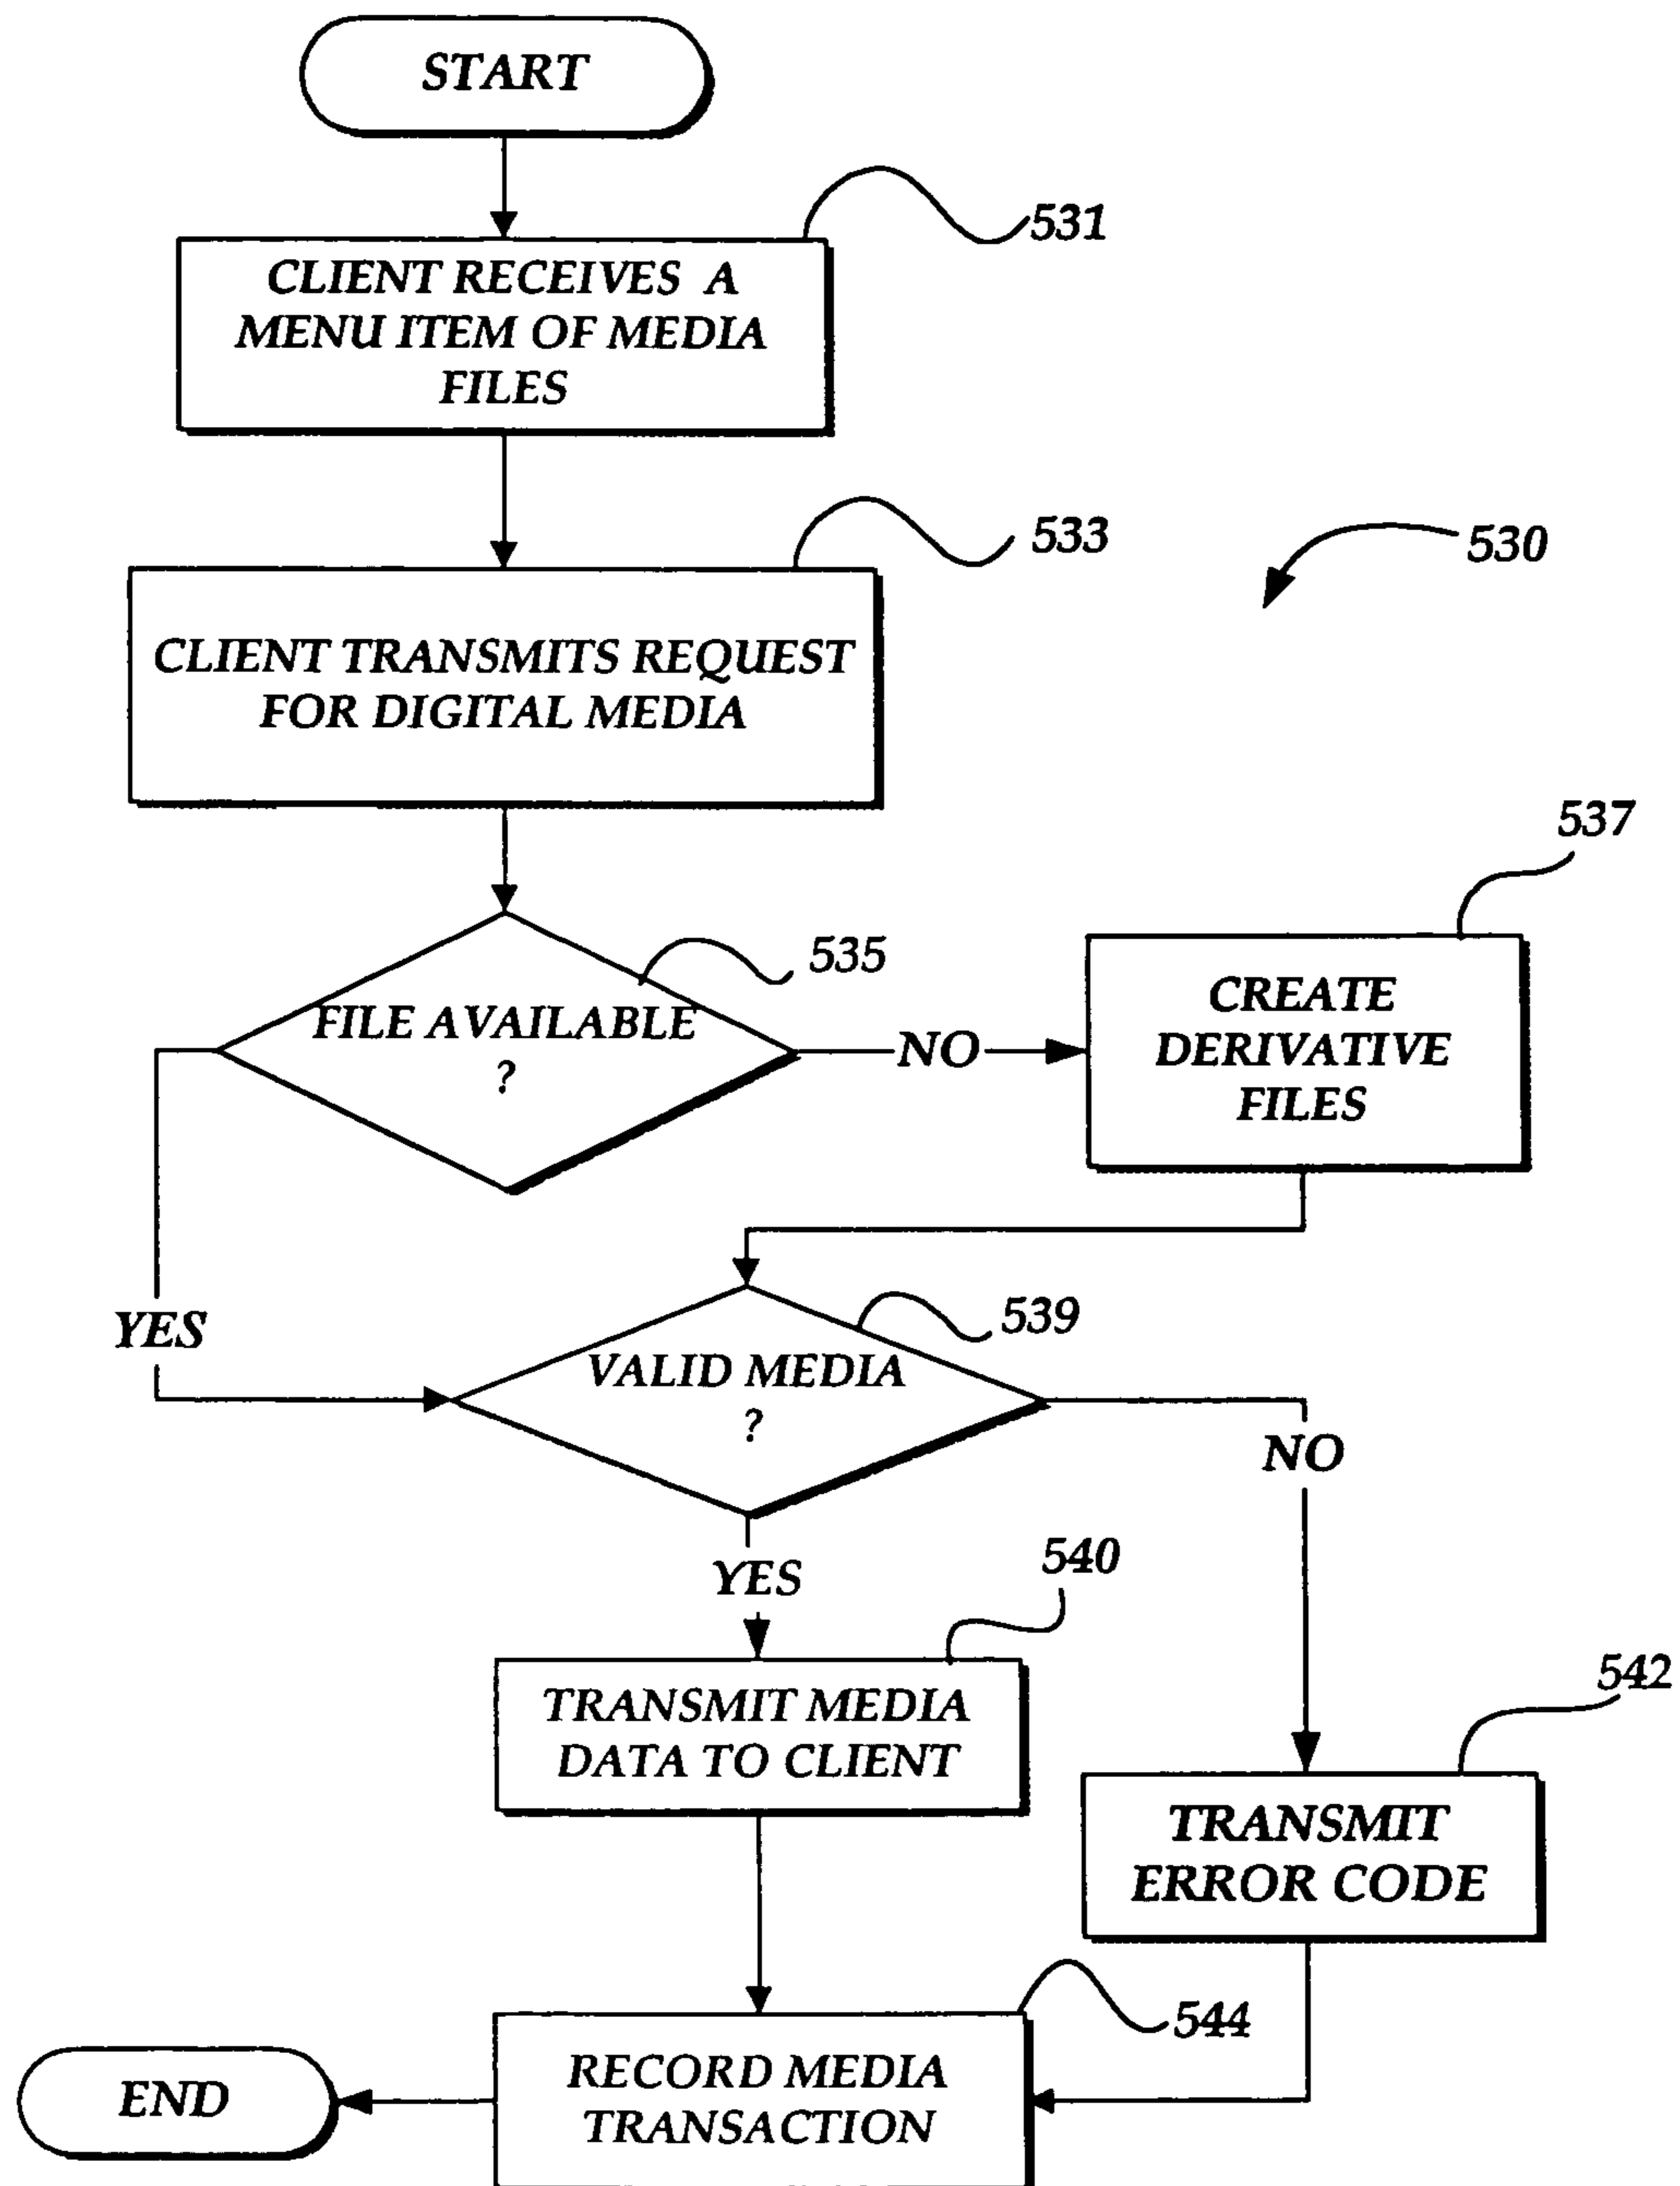 START
531
CLIENT RECEIVES A
MENU ITEM OF MEDIA
FILES
533
530
CLIENT TRANSMITS REQUEST
FOR DIGITAL MEDIA
537
535
FILE AVAILABLE
?
NO
CREATE
DERIVATIVE
FILES
YES
539
VALID MEDIA
?
NO
YES
540
TRANSMIT MEDIA
DATA TO CLIENT
542
TRANSMIT
ERROR CODE
544
RECORD MEDIA
TRANSACTION
END